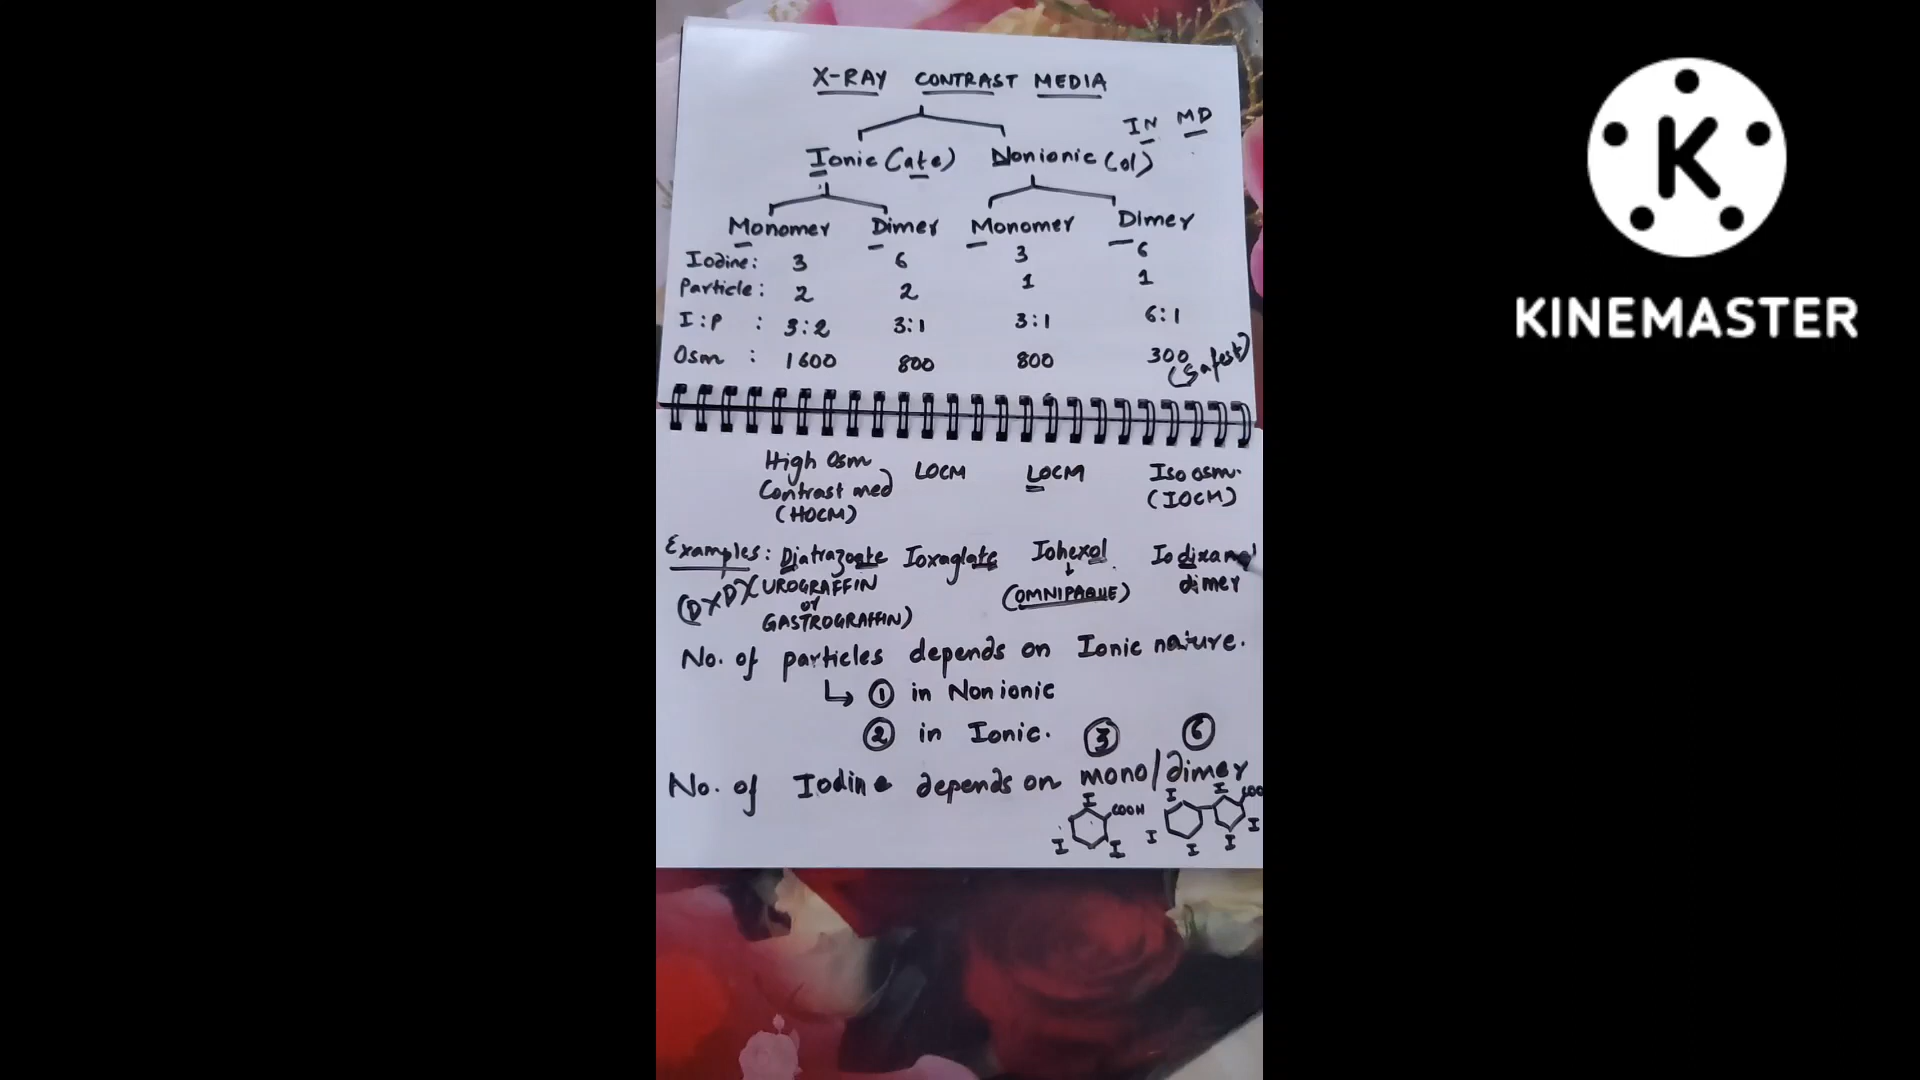 X-RAY CONTRAST MEDIA
IN MD
Ionic (ate) Nonionic (ol)
Monomer Dimer Monomer Dimer
Iodine: 3 6 3 6
Particle: 2 2 1 1
I:P : 3:2 3:1 3:1 6:1
Osm : 1600 800 800 300 (Safest)
High Osm Contrast med (HOCM) LOCM LOCM Iso osm. (IOCM)
Examples: Diatrazoate Ioxaglate Iohexol
UROGRAFFIN (OMNIPAQUE) dimer
or
GASTROGRAFFIN)
No. of particles depends on Ionic nature.
↳ ① in Nonionic
② in Ionic.
③ ⑥
No. of Iodine depends on mono/dimer
I I I COO
COOH
I I I I I I
K
KINEMASTER